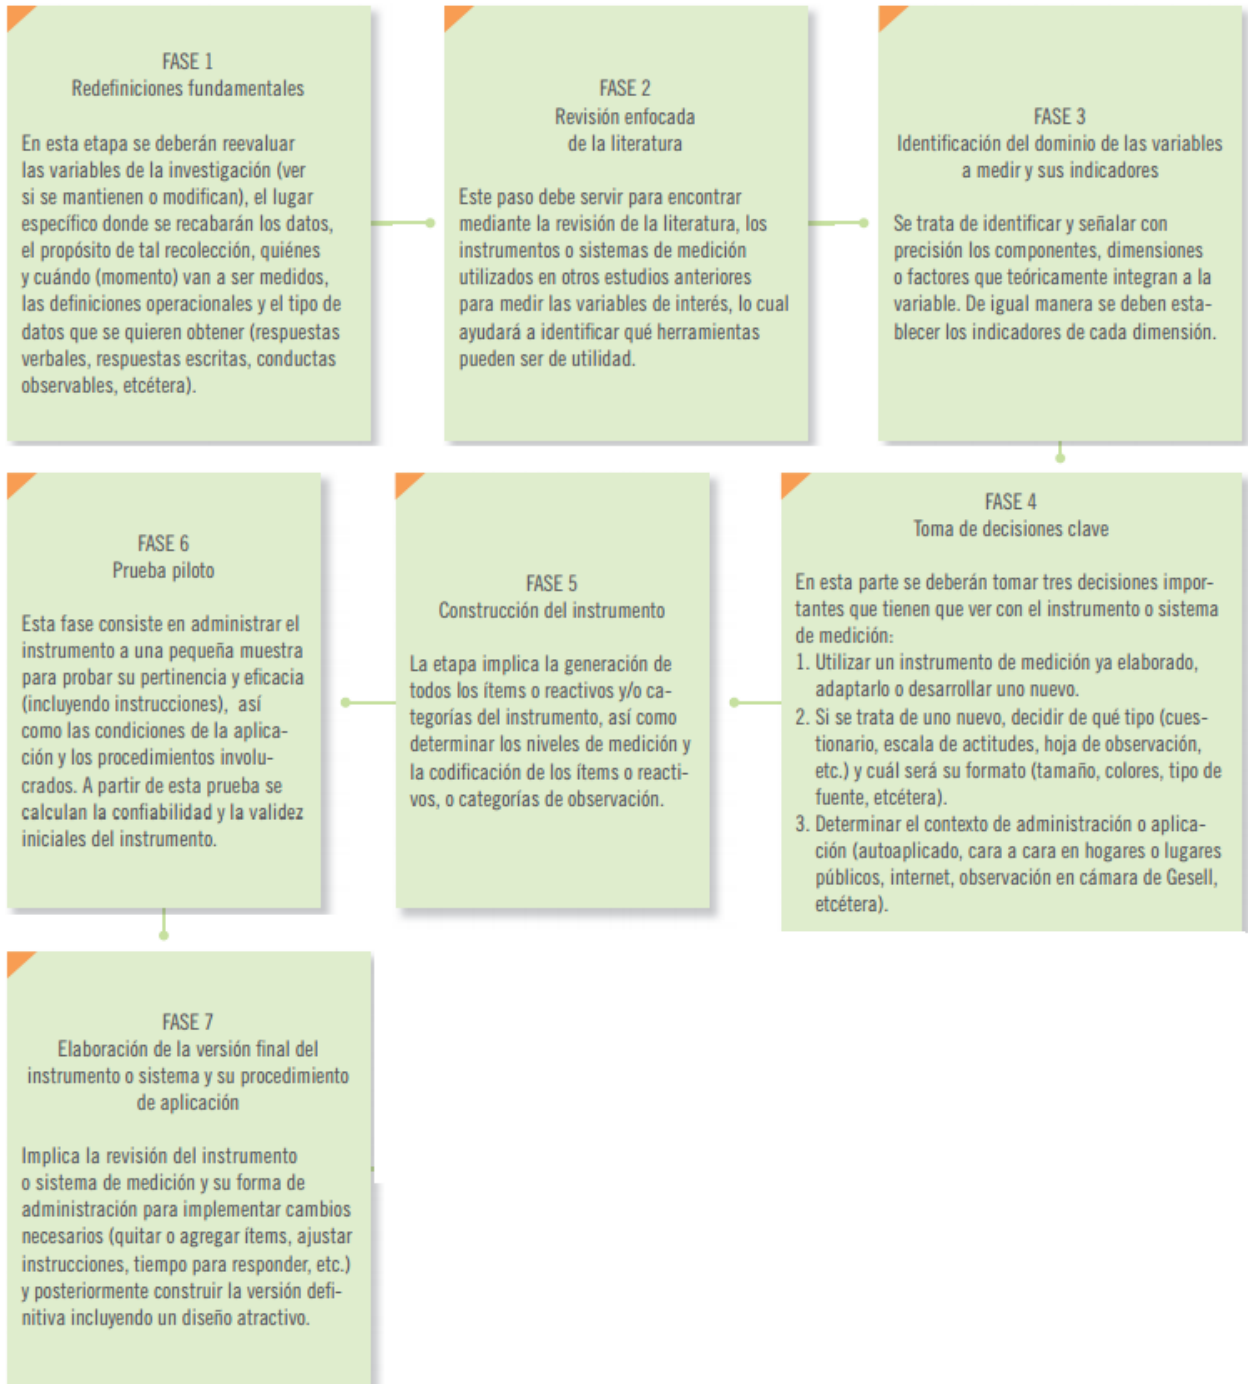 FASE 1
Redefiniciones fundamentales
En esta etapa se deberán reevaluar
las variables de la investigación (ver
si se mantienen o modifican), el lugar
específico donde se recabarán los datos,
el propósito de tal recolección, quiénes
y cuándo (momento) van a ser medidos,
las definiciones operacionales y el tipo de
datos que se quieren obtener (respuestas
verbales, respuestas escritas, conductas
observables, etcétera).
FASE 2
Revisión enfocada
de la literatura
Este paso debe servir para encontrar
mediante la revisión de la literatura, los
instrumentos o sistemas de medición
utilizados en otros estudios anteriores
para medir las variables de interés, lo cual
ayudará a identificar qué herramientas
pueden ser de utilidad.
FASE 3
Identificación del dominio de las variables
a medir y sus indicadores
Se trata de identificar y señalar con
precisión los componentes, dimensiones
o factores que teóricamente integran a la
variable. De igual manera se deben esta-
blecer los indicadores de cada dimensión.
FASE 4
Toma de decisiones clave
En esta parte se deberán tomar tres decisiones impor-
tantes que tienen que ver con el instrumento o sistema
de medición:
1. Utilizar un instrumento de medición ya elaborado,
adaptarlo o desarrollar uno nuevo.
2. Si se trata de uno nuevo, decidir de qué tipo (cues-
tionario, escala de actitudes, hoja de observación,
etc.) y cuál será su formato (tamaño, colores, tipo de
fuente, etcétera).
3. Determinar el contexto de administración o aplica-
ción (autoaplicado, cara a cara en hogares o lugares
públicos, internet, observación en cámara de Gesell,
etcétera).
FASE 5
Construcción del instrumento
La etapa implica la generación de
todos los ítems o reactivos y/o ca-
tegorías del instrumento, así como
determinar los niveles de medición y
la codificación de los ítems o reacti-
vos, o categorías de observación.
FASE 6
Prueba piloto
Esta fase consiste en administrar el
instrumento a una pequeña muestra
para probar su pertinencia y eficacia
(incluyendo instrucciones), así
como las condiciones de la aplica-
ción y los procedimientos involu-
crados. A partir de esta prueba se
calculan la confiabilidad y la validez
iniciales del instrumento.
FASE 7
Elaboración de la versión final del
instrumento o sistema y su procedimiento
de aplicación
Implica la revisión del instrumento
o sistema de medición y su forma de
administración para implementar cambios
necesarios (quitar o agregar ítems, ajustar
instrucciones, tiempo para responder, etc.)
y posteriormente construir la versión defi-
nitiva incluyendo un diseño atractivo.